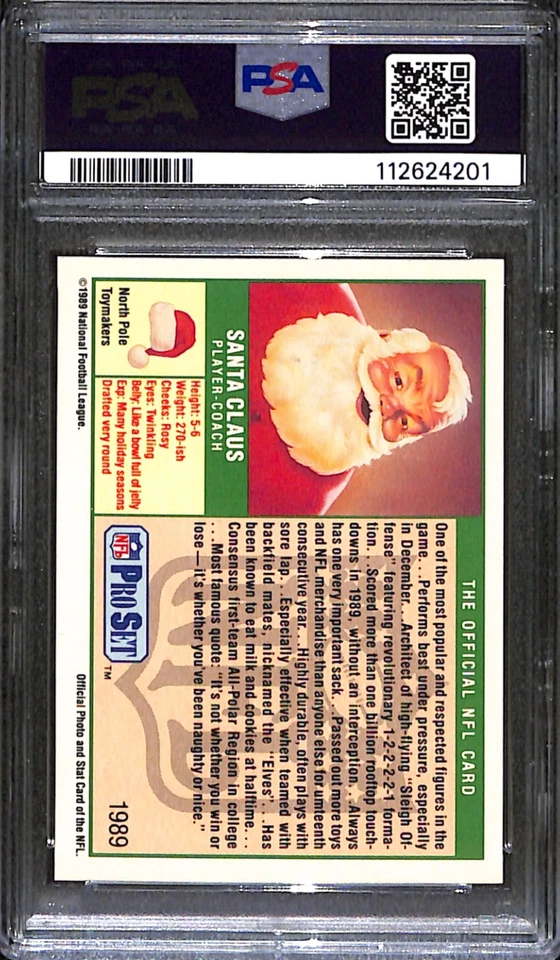 PSA
PSA
112624201
THE OFFICIAL NFL CARD
SANTA CLAUS
PLAYER-COACH
North Pole
Toymakers
Height: 5-6
Weight: 270-ish
Cheeks: Rosy
Eyes: Twinkling
Belly: Like a bowl full of jelly
Exp: Many holiday seasons
Drafted very round
One of the most popular and respected figures in the
game... Performs best under pressure, especially
in December... Architect of high-flying "Sleigh Of-
fense" featuring revolutionary 1-2-2-2-2-1 forma-
tion... Scored more than one billion rooftop touch-
downs in 1989, without an interception. Always
has one very important sack... Passed out more toys
and NFL merchandise than anyone else for umteenth
consecutive year... Highly durable, often plays with
sore lap... Especially effective when teamed with
backfield mates, nicknamed the "Elves"... Has
been known to eat milk and cookies at halftime...
Consensus first-team All-Polar Region in college
...Most famous quote: "It's not whether you win or
lose—it's whether you've been naughty or nice."
NFL PRO SET ™
1989
©1989 National Football League.
Official Photo and Stat Card of the NFL.